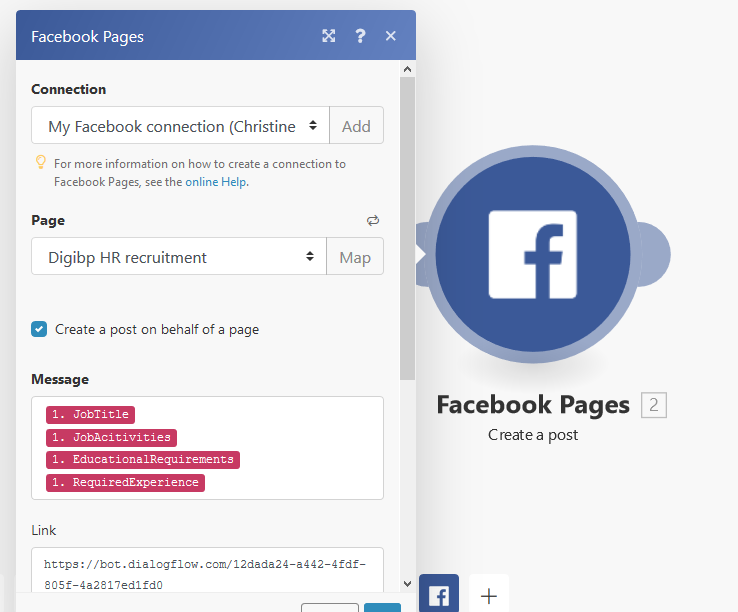 Facebook Pages
?
Connection
My Facebook connection (Christine
Add
For more information on how to create a connection to
Facebook Pages, see the online Help.
Page
Digibp HR recruitment
Map
Create a post on behalf of a page
Message
1. JobTitle
1. JobAcitivities
1. EducationalRequirements
1. RequiredExperience
Link
https://bot.dialogflow.com/12dada24-a442-4fdf-
805f-4a2817ed1fd0
Facebook Pages 2
Create a post